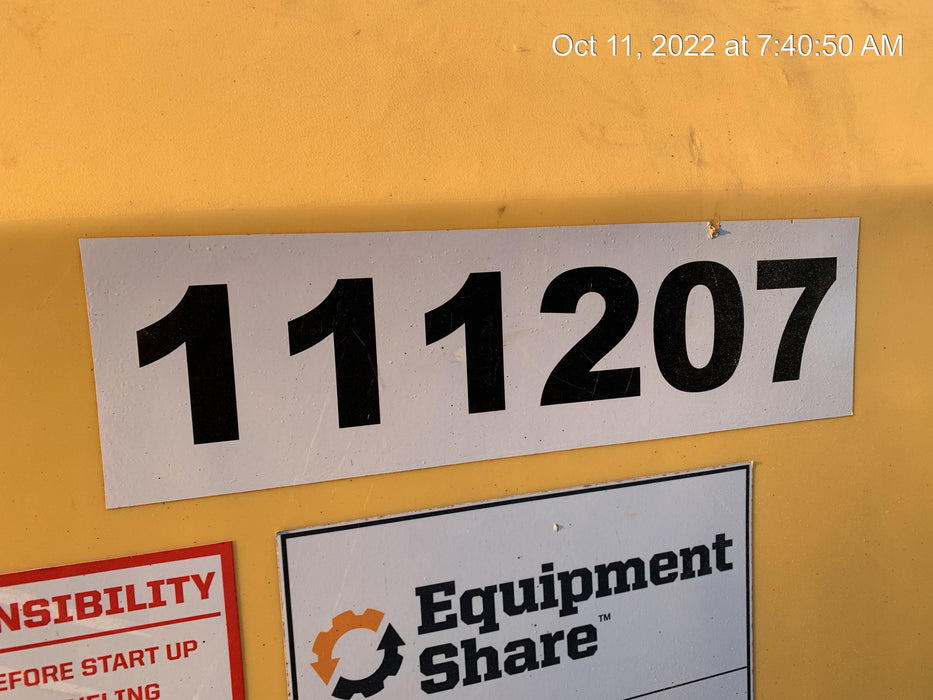 Oct 11, 2022 at 7:40:50 AM
111207
Equipment
Share™
NSIBILITY
EFORE START UP